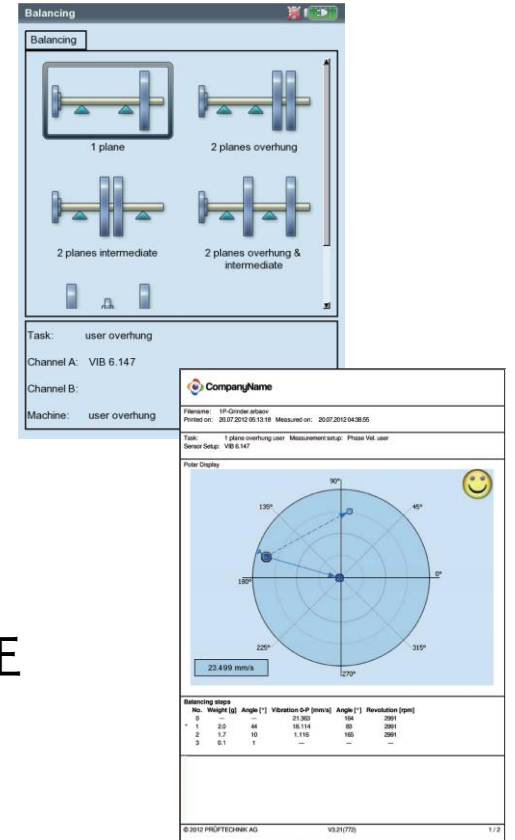 Balancing
Balancing
1 plane
2 planes overhung
2 planes intermediate
2 planes overhung &
intermediate
Task: user overhung
Channel A: VIB 6.147
Channel B:
Machine: user overhung
CompanyName
Filename: 1P-Grinder.arbaov
Printed on: 20.07.2012 05:13:18 Measured on: 20.07.2012 04:38:55
Task: 1 plane overhung user Measurement setup: Phase Vel. user
Sensor Setup: VIB 6.147
Polar Display
90°
135°
45°
180°
0°
225°
315°
270°
23.499 mm/s
E
Balancing steps
No. Weight [g] Angle [°] Vibration 0-P [mm/s] Angle [°] Revolution [rpm]
0 — — 21.363 164 2991
* 1 2.0 44 16.114 83 2991
2 1.7 10 1.116 165 2991
3 0.1 1 — — —
© 2012 PRÜFTECHNIK AG V3.21(772) 1 / 2